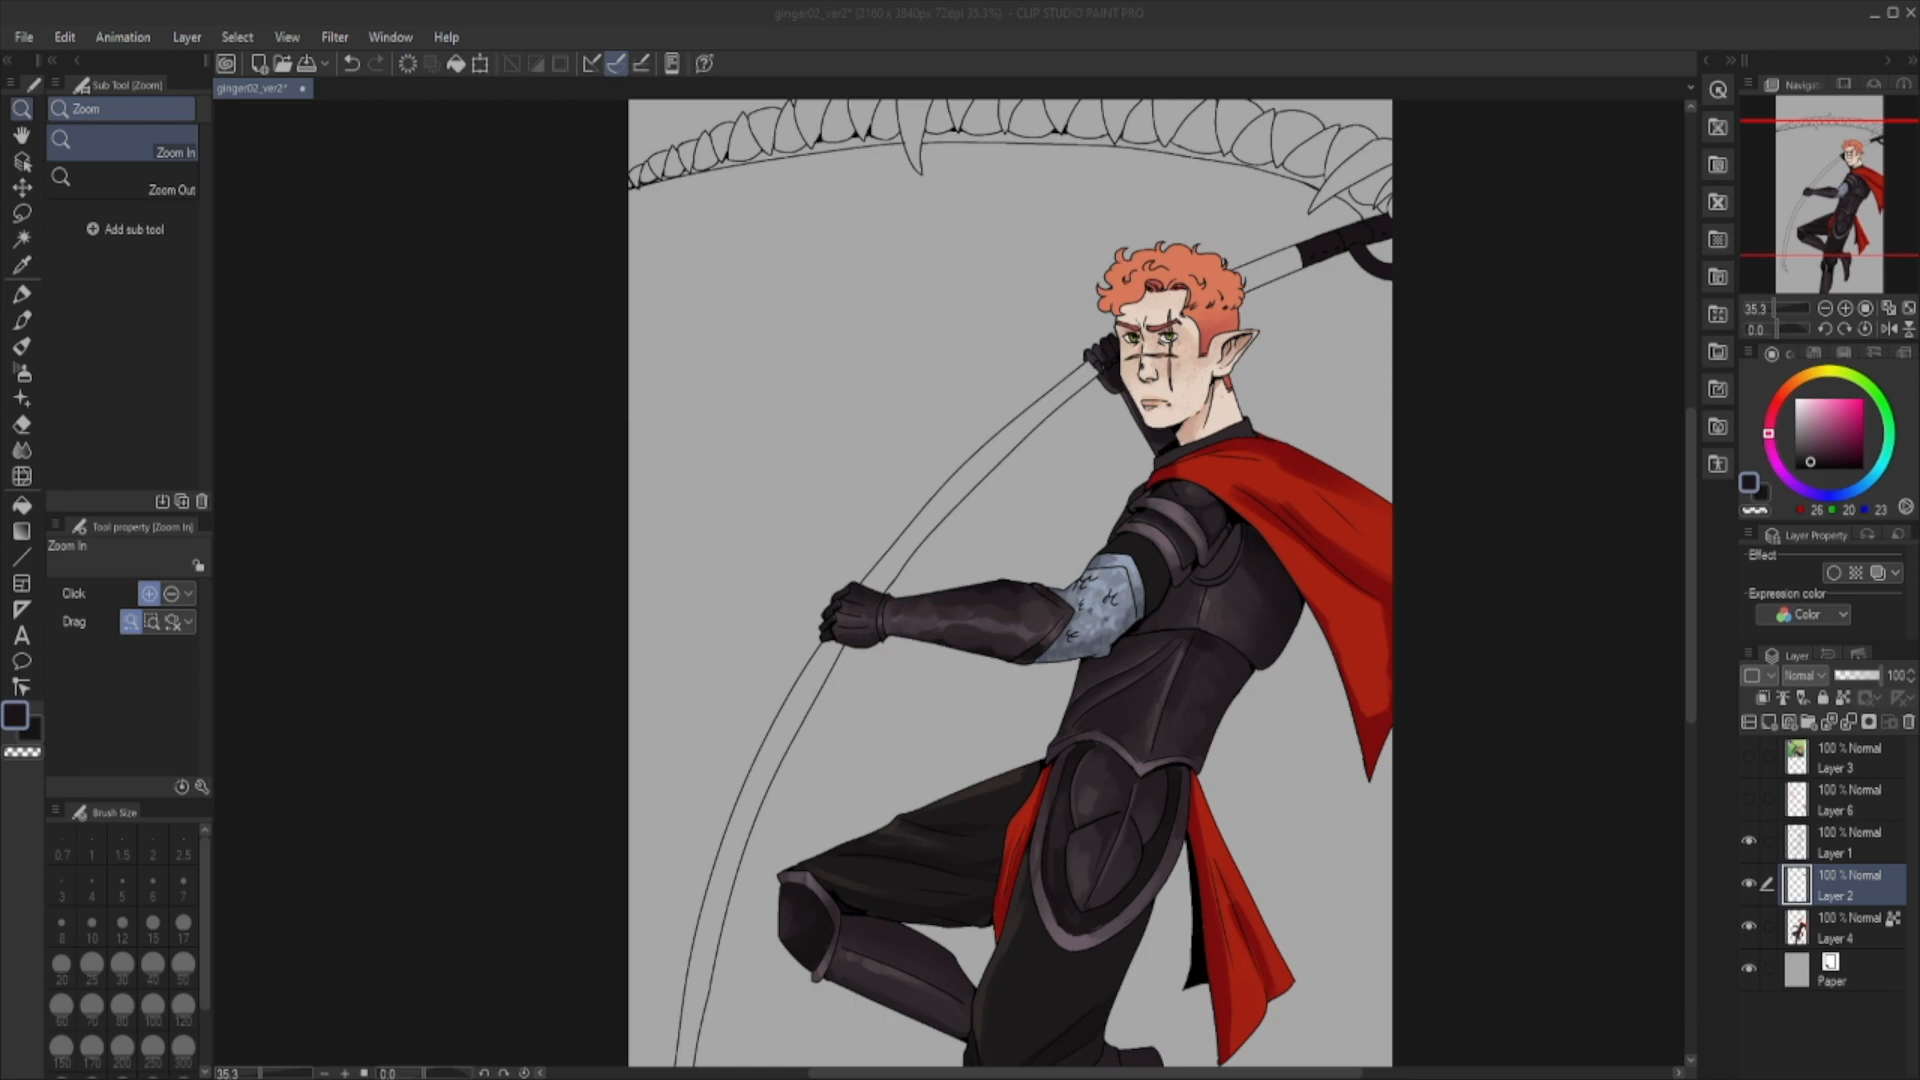 ginger02_ver2* (2160 x 3840px 72dpi 35.3%) - CLIP STUDIO PAINT PRO
File Edit Animation Layer Select View Filter Window Help
Sub Tool [Zoom]
ginger02_ver2*
Zoom
Zoom In
Zoom Out
Add sub tool
Tool property [Zoom In]
Zoom In
Click
Drag
Brush Size
0.7 1 1.5 2 2.5
3 4 5 6 7
8 10 12 15 17
20 25 30 40 50
60 70 80 100 120
150 170 200 250 300
35.3
0.0
Navigat
35.3
0.0
26 20 23
Layer Property
Effect
Expression color
Color
Layer
Normal 100
100 % Normal
Layer 3
100 % Normal
Layer 6
100 % Normal
Layer 1
100 % Normal
Layer 2
100 % Normal
Layer 4
Paper